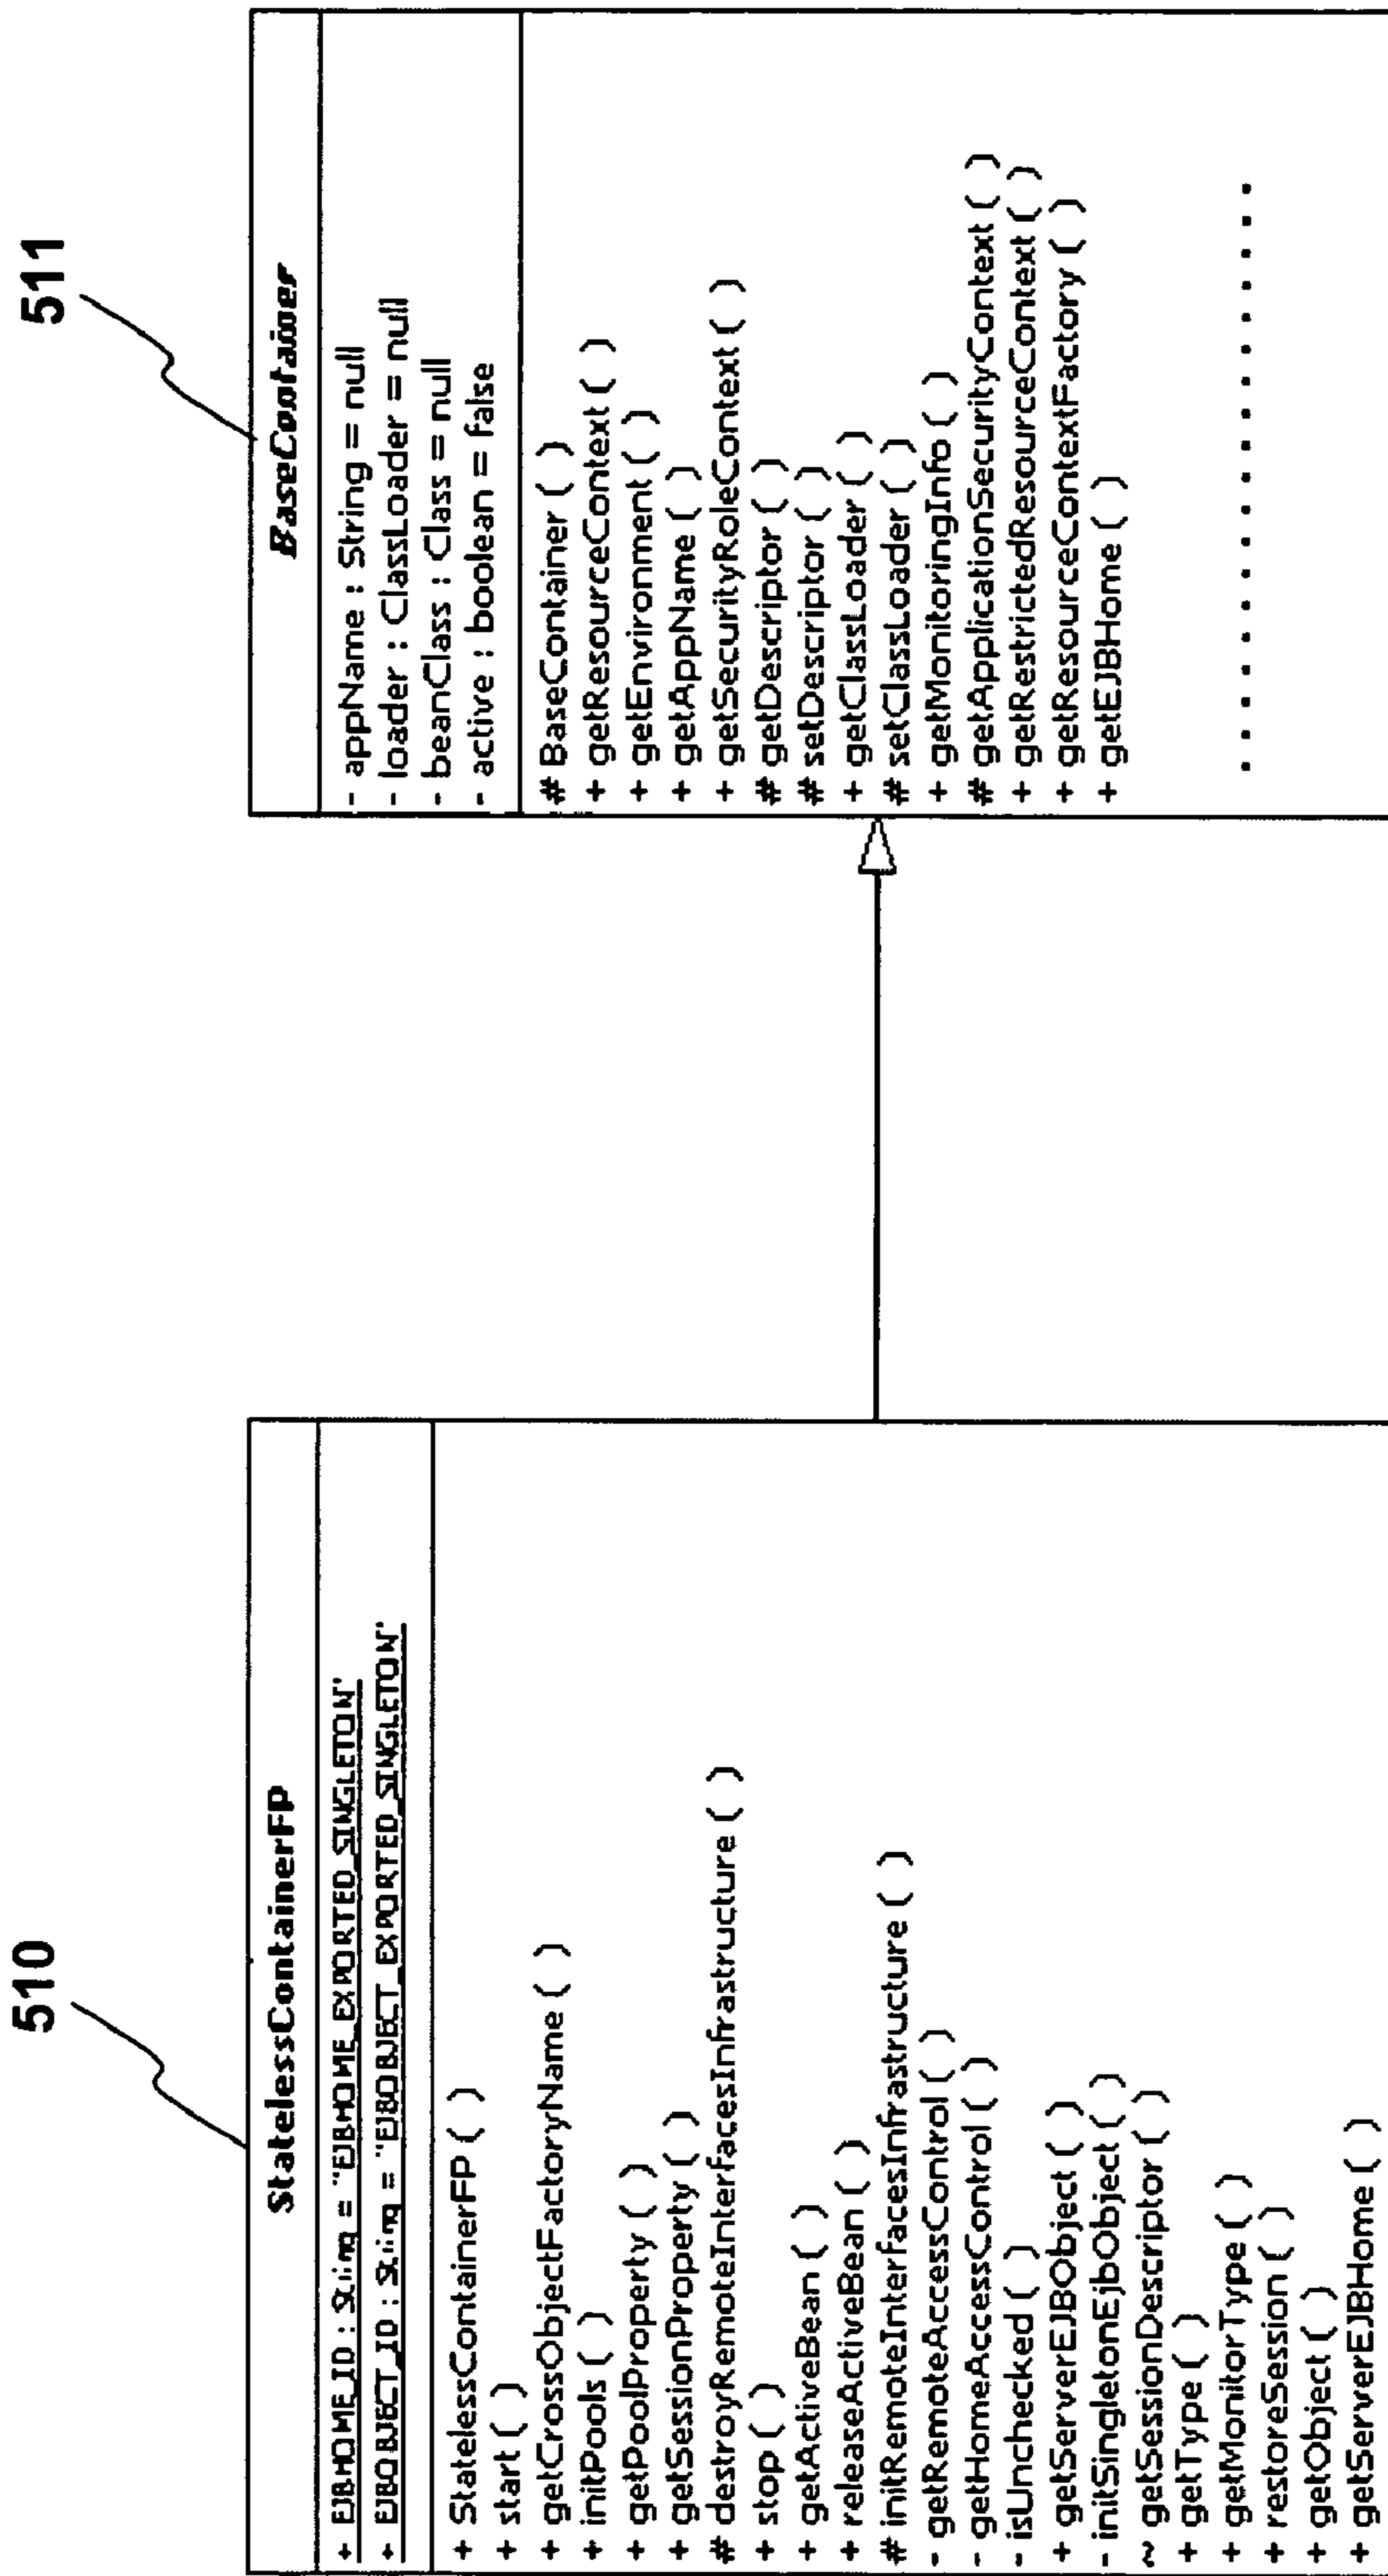 510
StatelessContainerFP
+ EJBHOME_ID : String = "EJBHOME_EXPORTED_SINGLETON"
+ EJBOBJECT_ID : String = "EJBOBJECT_EXPORTED_SINGLETON"
+ StatelessContainerFP ( )
+ start ( )
+ getCrossObjectFactoryName ( )
+ initPools ( )
+ getPoolProperty ( )
+ getSessionProperty ( )
# destroyRemoteInterfacesInfrastructure ( )
+ stop ( )
+ getActiveBean ( )
+ releaseActiveBean ( )
# initRemoteInterfacesInfrastructure ( )
- getRemoteAccessControl ( )
- getHomeAccessControl ( )
- isUnchecked ( )
+ getServerEJBObject ( )
- initSingletonEjbObject ( )
~ getSessionDescriptor ( )
+ getType ( )
+ getMonitorType ( )
+ restoreSession ( )
+ getObject ( )
+ getServerEJBHome ( )
511
BaseContainer
- appName : String = null
- loader : ClassLoader = null
- beanClass : Class = null
- active : boolean = false
# BaseContainer ( )
+ getResourceContext ( )
+ getEnvironment ( )
+ getAppName ( )
+ getSecurityRoleContext ( )
# getDescriptor ( )
# setDescriptor ( )
+ getClassLoader ( )
# setClassLoader ( )
+ getMonitoringInfo ( )
# getApplicationSecurityContext ( )
+ getRestrictedResourceContext ( )
+ getResourceContextFactory ( )
+ getEJBHome ( )
. . . . . . . . . . . . . . .